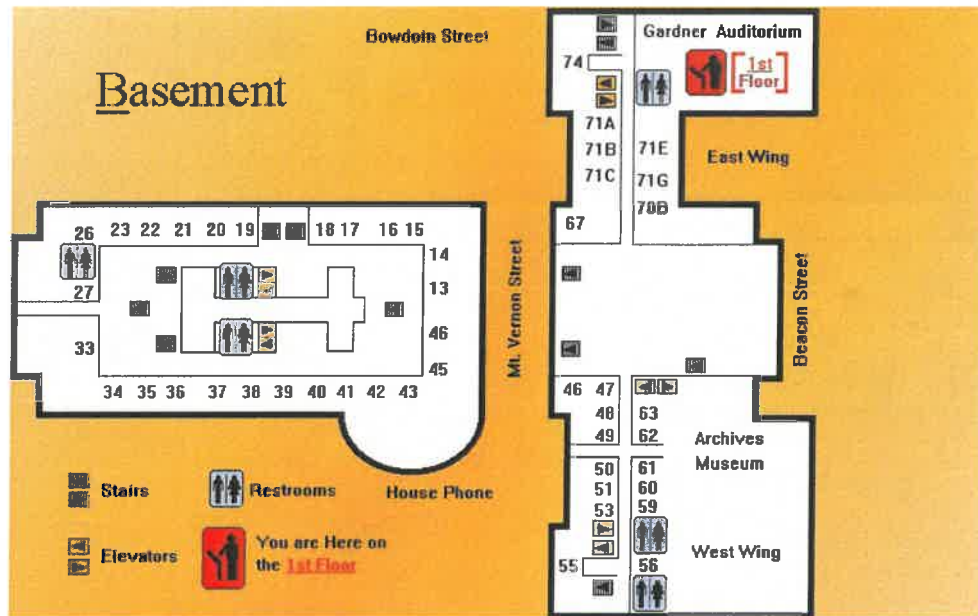 Bowdoin Street
Gardner Auditorium
1st
Floor
Basement
74
71A
71B
71E
East Wing
71C
71G
70B
67
26
23 22 21 20 19 18 17 16 15
14
27
13
33
46
45
34 35 36 37 38 39 40 41 42 43
Mt. Vernon Street
Beacon Street
46 47
48 63
49 62
Archives
Museum
50 61
51 60
53 59
55
56
West Wing
Stairs
Restrooms
House Phone
Elevators
You are Here on
the 1st Floor